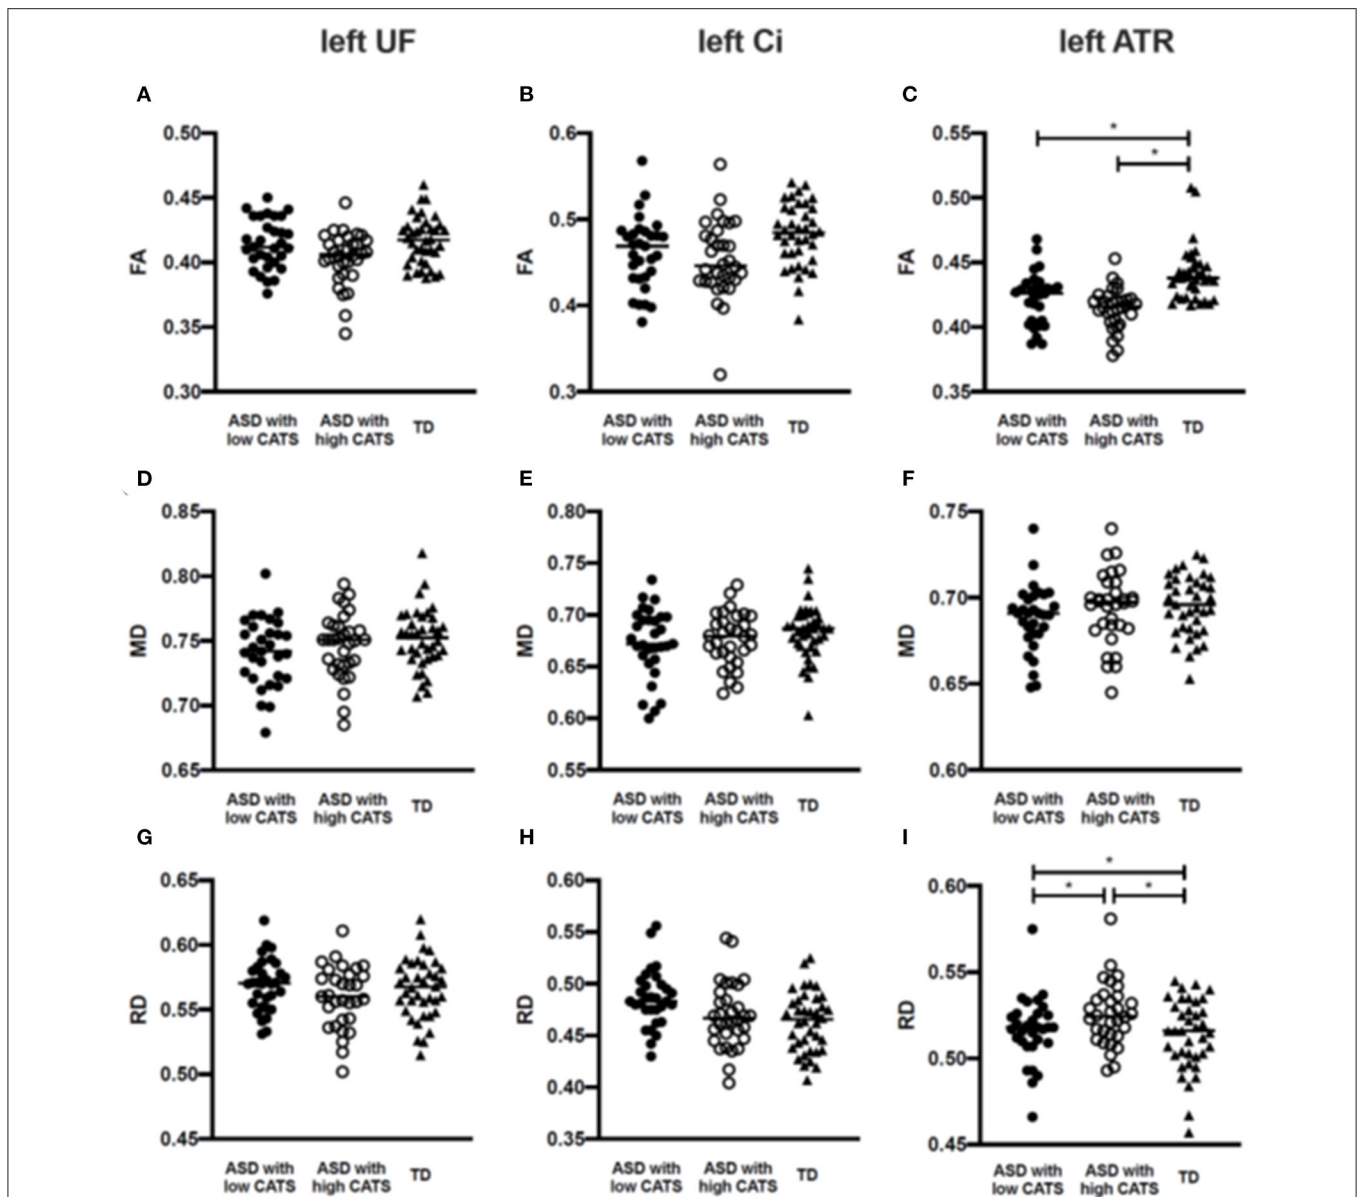 left UF
left Ci
left ATR
A
B
C
0.50
0.45
0.40
0.35
0.30
FA
ASD with
low CATS
ASD with
high CATS
TD
0.6
0.5
0.4
0.3
FA
ASD with
low CATS
ASD with
high CATS
TD
0.55
0.50
0.45
0.40
0.35
FA
*
*
ASD with
low CATS
ASD with
high CATS
TD
D
E
F
0.85
0.80
0.75
0.70
0.65
MD
ASD with
low CATS
ASD with
high CATS
TD
0.80
0.75
0.70
0.65
0.60
0.55
MD
ASD with
low CATS
ASD with
high CATS
TD
0.75
0.70
0.65
0.60
MD
ASD with
low CATS
ASD with
high CATS
TD
G
H
I
0.65
0.60
0.55
0.50
0.45
RD
ASD with
low CATS
ASD with
high CATS
TD
0.60
0.55
0.50
0.45
0.40
0.35
RD
ASD with
low CATS
ASD with
high CATS
TD
0.60
0.55
0.50
0.45
RD
*
*
*
ASD with
low CATS
ASD with
high CATS
TD